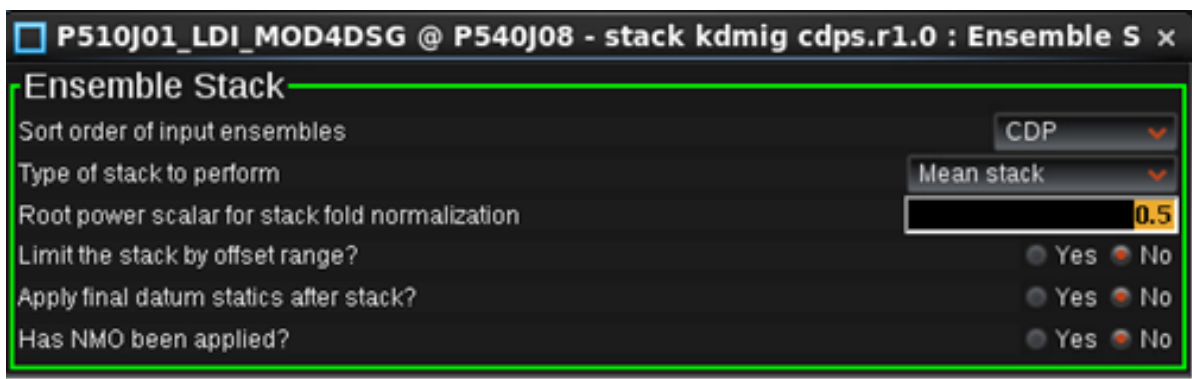 P510J01_LDI_MOD4DSG @ P540J08 - stack kdmig cdps.r1.0 : Ensemble S ×
Ensemble Stack
Sort order of input ensembles CDP
Type of stack to perform Mean stack
Root power scalar for stack fold normalization 0.5
Limit the stack by offset range? Yes No
Apply final datum statics after stack? Yes No
Has NMO been applied? Yes No